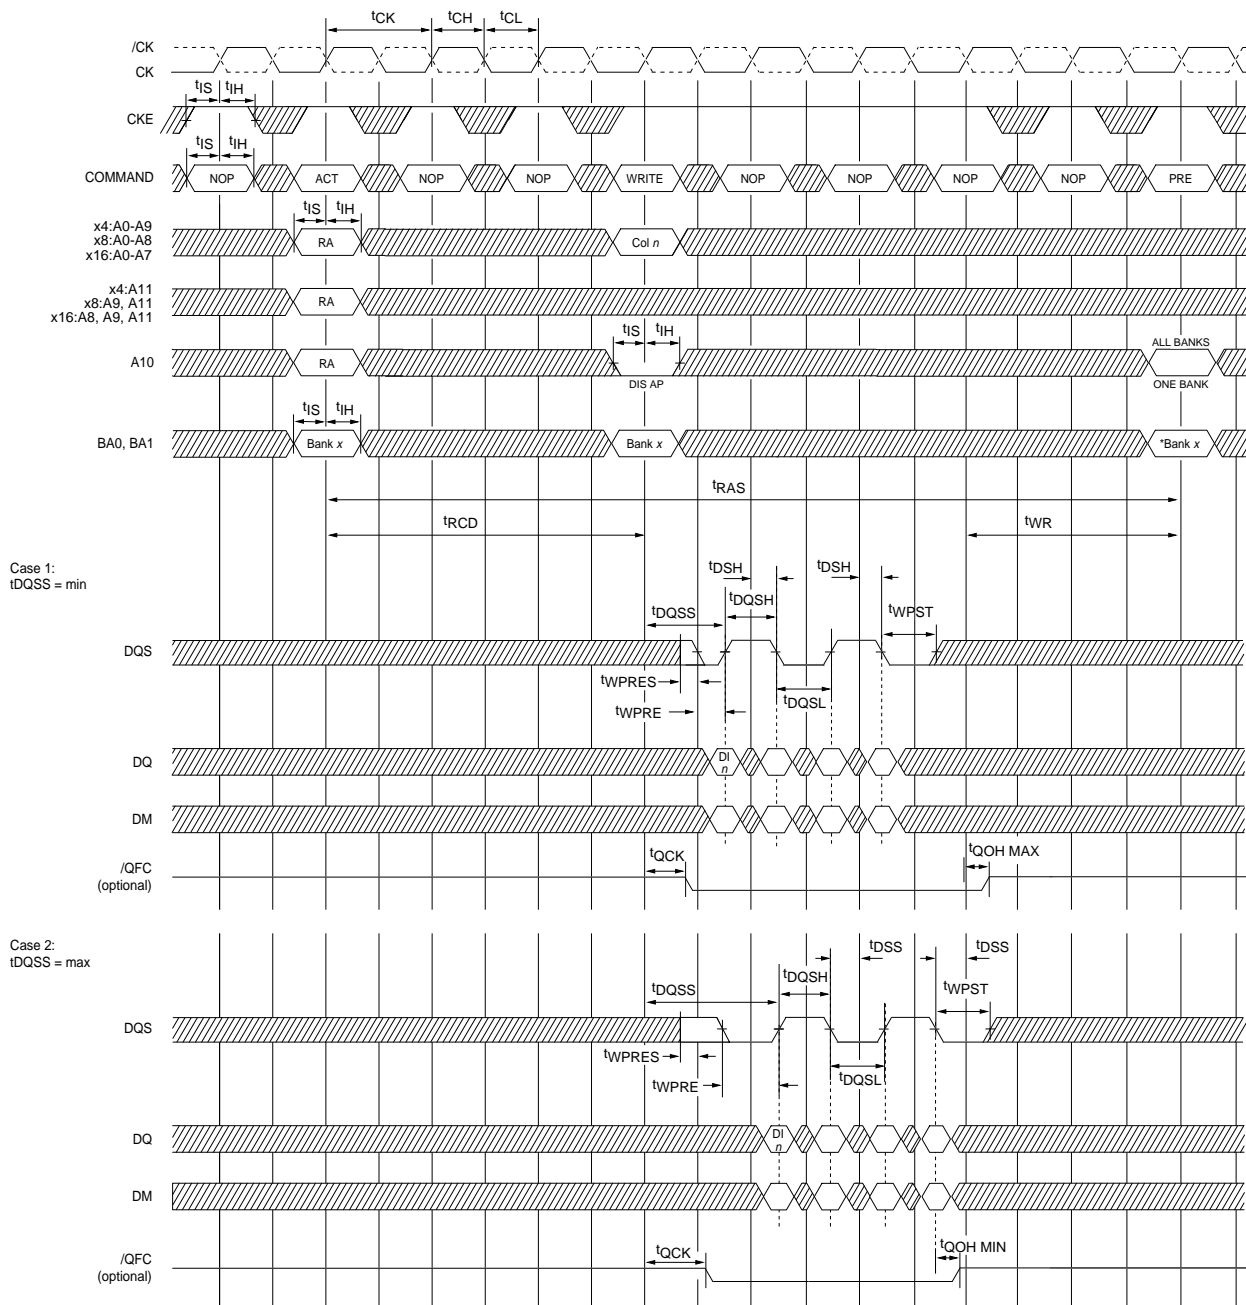 tCK tCH tCL
/CK
CK
tIS tIH
CKE
tIS tIH
COMMAND NOP ACT NOP NOP WRITE NOP NOP NOP NOP PRE
tIS tIH
x4:A0-A9
x8:A0-A8
x16:A0-A7
RA Col n
x4:A11
x8:A9, A11
x16:A8, A9, A11
RA
tIS tIH
ALL BANKS
A10 RA
DIS AP ONE BANK
tIS tIH
BA0, BA1 Bank x Bank x *Bank x
tRAS
tRCD tWR
Case 1:
tDQSS = min
tDSH tDSH
tDQSS tDQSH tWPST
DQS
tWPRES tDQSL
tWPRE
DQ DI
n
DM
/QFC
(optional)
tQCK tQOH MAX
Case 2:
tDQSS = max
tDSS tDSS
tDQSS tDQSH tWPST
DQS
tWPRES tDQSL
tWPRE
DQ DI
n
DM
/QFC
(optional)
tQCK tQOH MIN